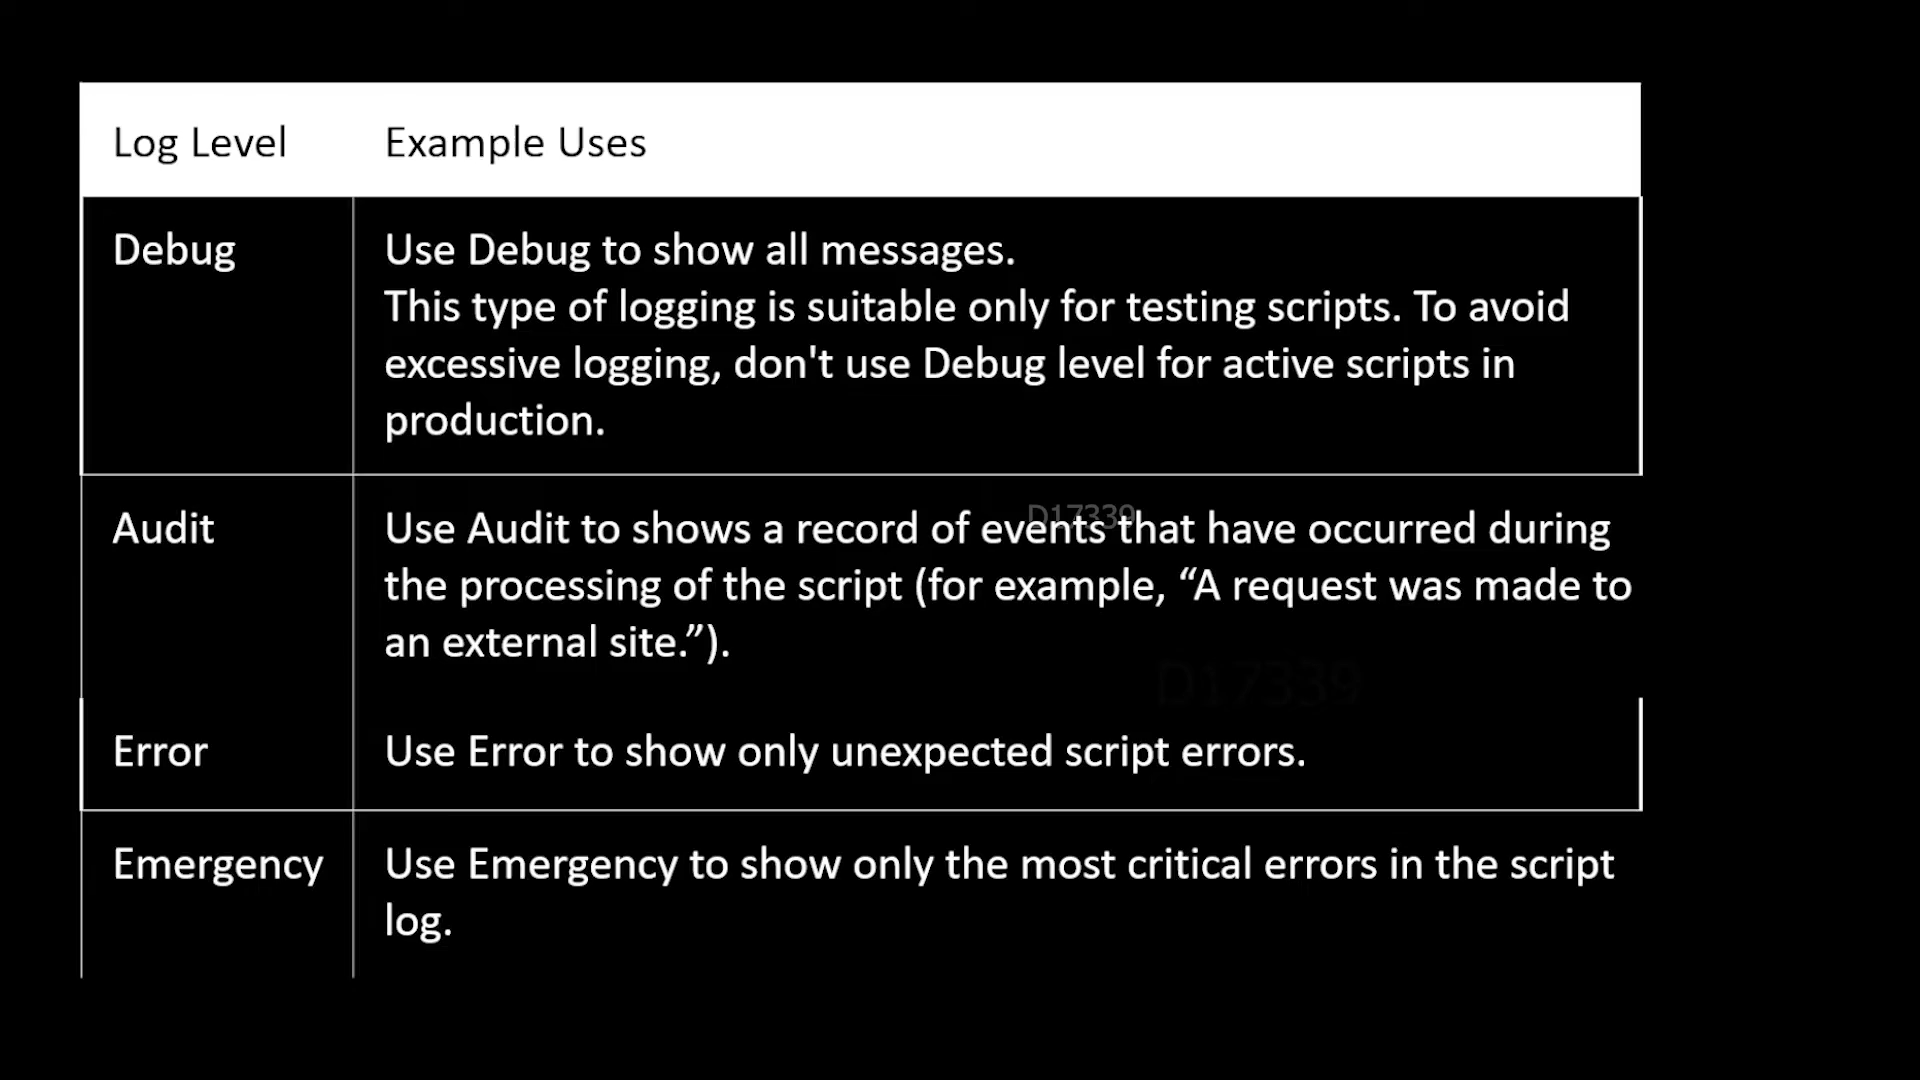 Log Level
Example Uses
Debug
Use Debug to show all messages.
This type of logging is suitable only for testing scripts. To avoid
excessive logging, don't use Debug level for active scripts in
production.
Audit
Use Audit to shows a record of events that have occurred during
the processing of the script (for example, “A request was made to
an external site.”).
D17339
D17339
Error
Use Error to show only unexpected script errors.
Emergency
Use Emergency to show only the most critical errors in the script
log.